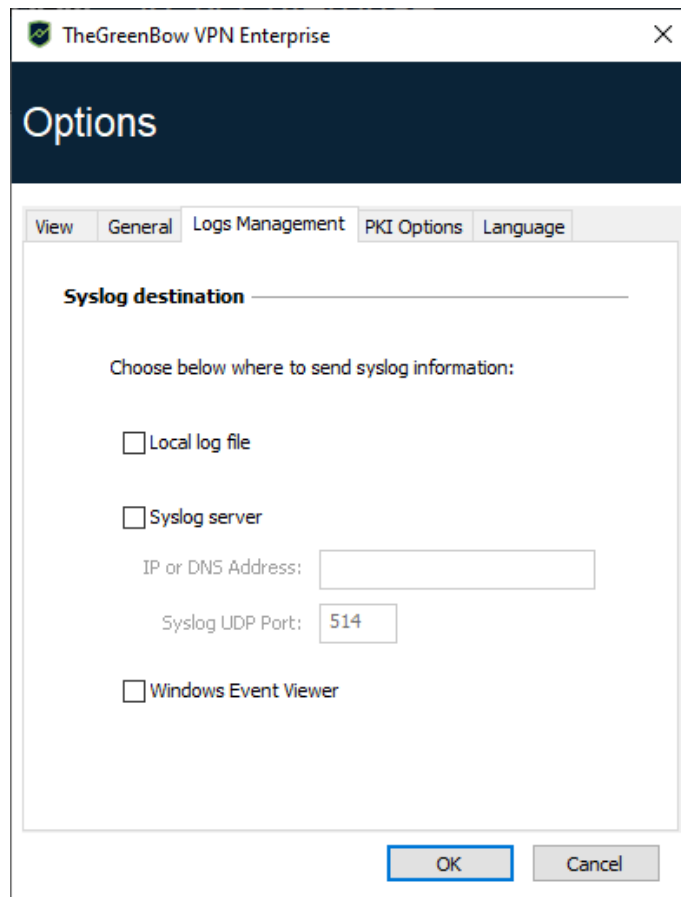 TheGreenBow VPN Enterprise
Options
View General Logs Management PKI Options Language
Syslog destination
Choose below where to send syslog information:
Local log file
Syslog server
IP or DNS Address:
Syslog UDP Port: 514
Windows Event Viewer
OK Cancel